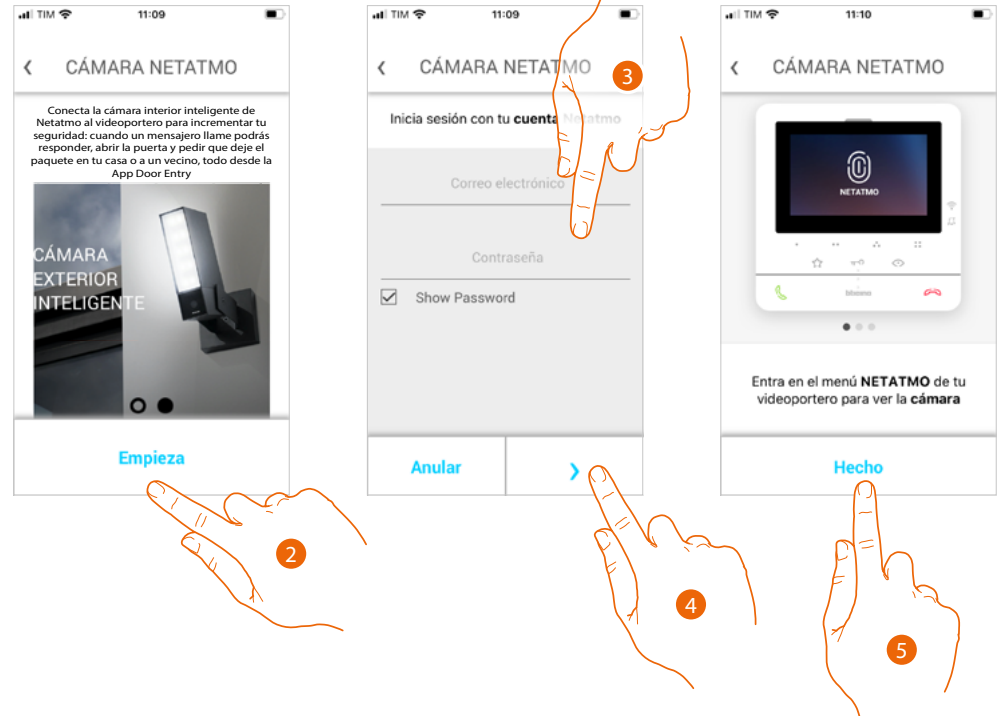 TIM 11:09
CÁMARA NETATMO
Conecta la cámara interior inteligente de
Netatmo al videoportero para incrementar tu
seguridad: cuando un mensajero llame podrás
responder, abrir la puerta y pedir que deje el
paquete en tu casa o a un vecino, todo desde la
App Door Entry
CÁMARA
EXTERIOR
INTELIGENTE
Empieza
2
TIM 11:09
CÁMARA NETATMO
3
Inicia sesión con tu cuenta Netatmo
Correo electrónico
Contraseña
Show Password
Anular
4
TIM 11:10
CÁMARA NETATMO
NETATMO
Entra en el menú NETATMO de tu
videoportero para ver la cámara
Hecho
5